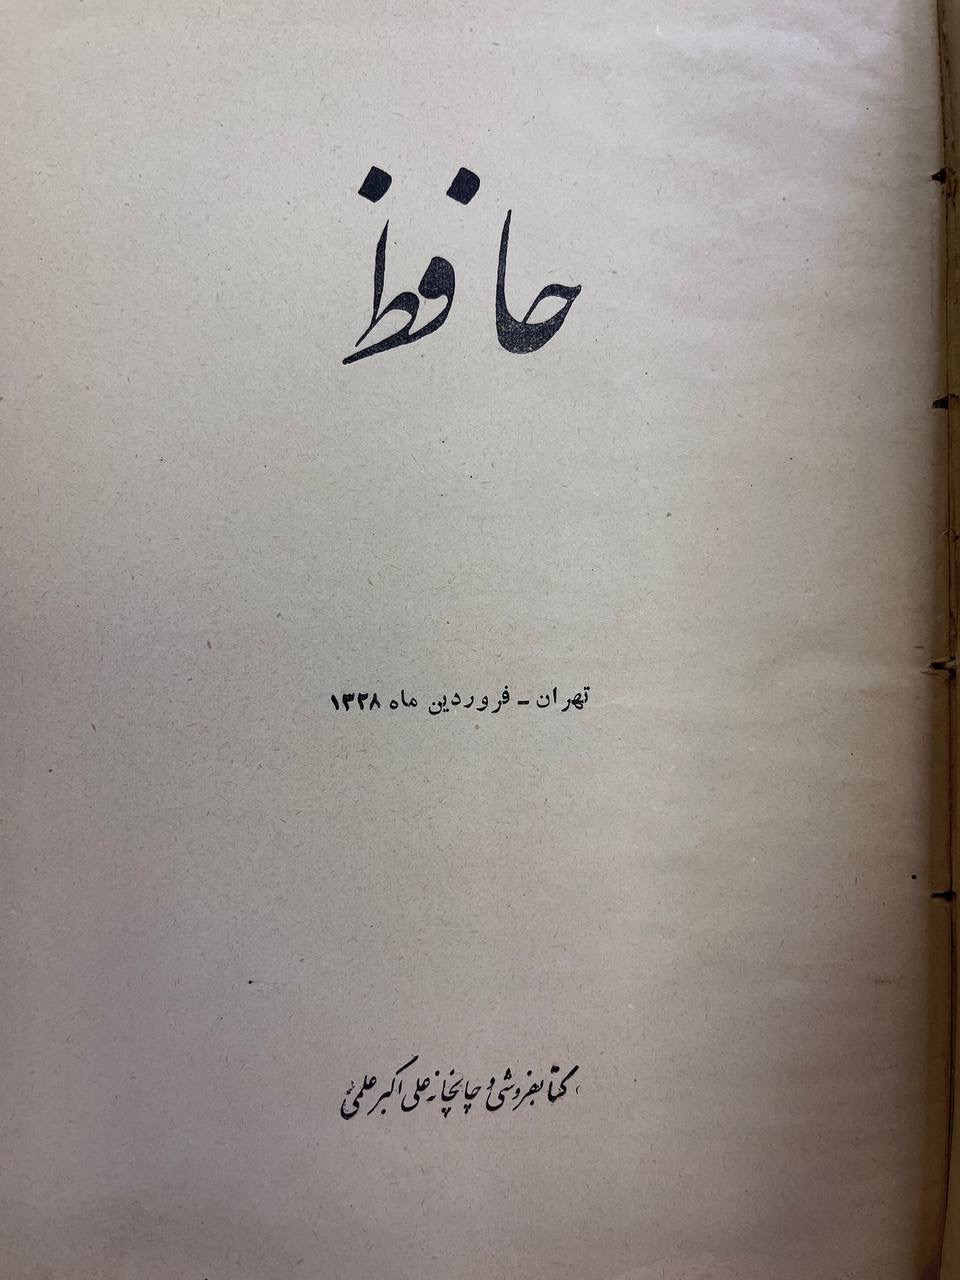 حافظ
تهران - فروردین ماه ۱۳۲۸
کتابفروشی و چاپخانه علی اکبر علمی